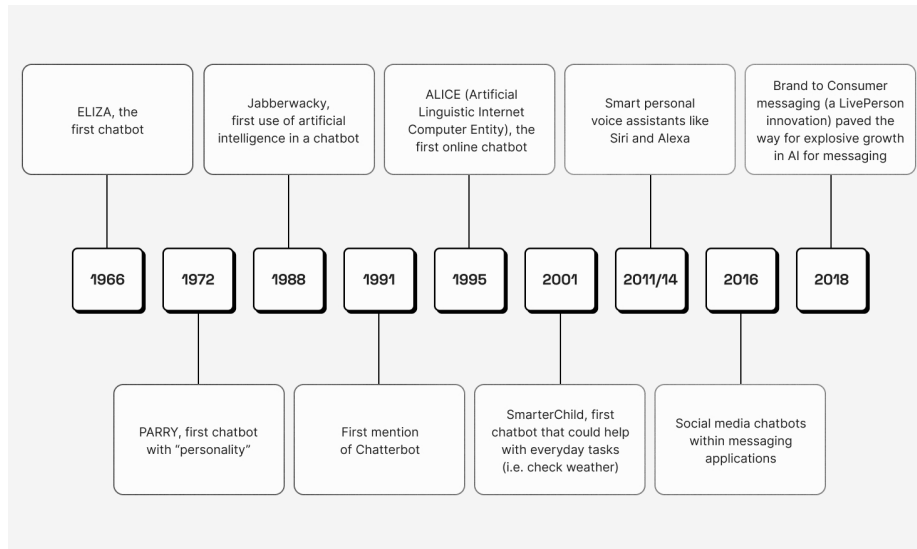 ELIZA, the
first chatbot
Jabberwacky,
first use of artificial
intelligence in a chatbot
ALICE (Artificial
Linguistic Internet
Computer Entity), the
first online chatbot
Smart personal
voice assistants like
Siri and Alexa
Brand to Consumer
messaging (a LivePerson
innovation) paved the
way for explosive growth
in AI for messaging
1966
1972
1988
1991
1995
2001
2011/14
2016
2018
PARRY, first chatbot
with “personality”
First mention
of Chatterbot
SmarterChild, first
chatbot that could help
with everyday tasks
(i.e. check weather)
Social media chatbots
within messaging
applications